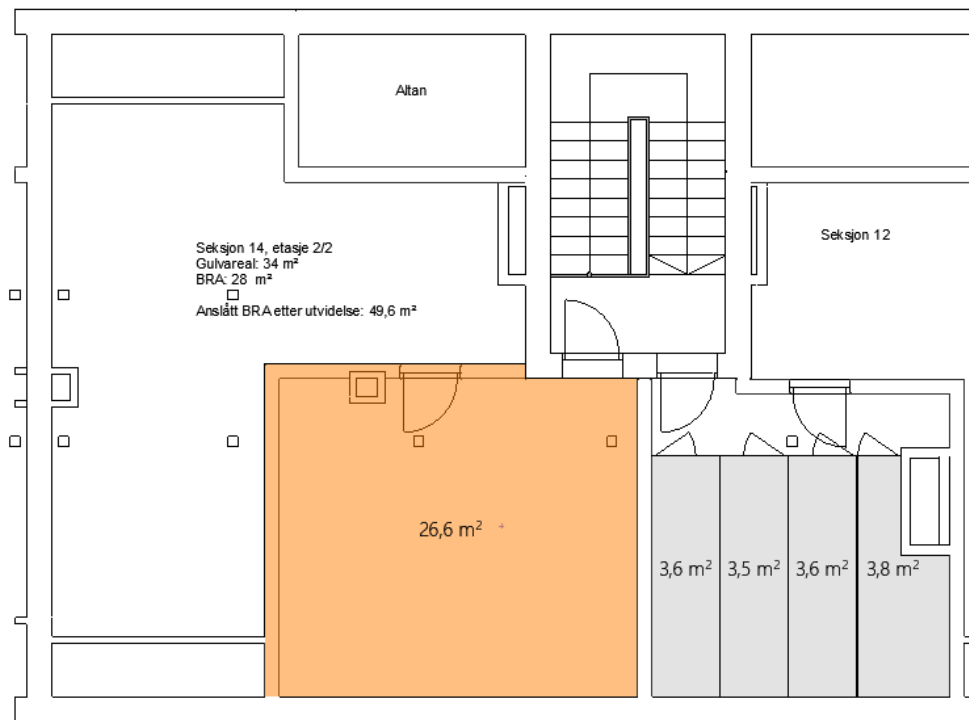 Altan
Seksjon 14, etasje 2/2
Gulvareal: 34 m²
BRA: 28 m²
Anslått BRA etter utvidelse: 49,6 m²
Seksjon 12
26,6 m²
3,6 m²
3,5 m²
3,6 m²
3,8 m²